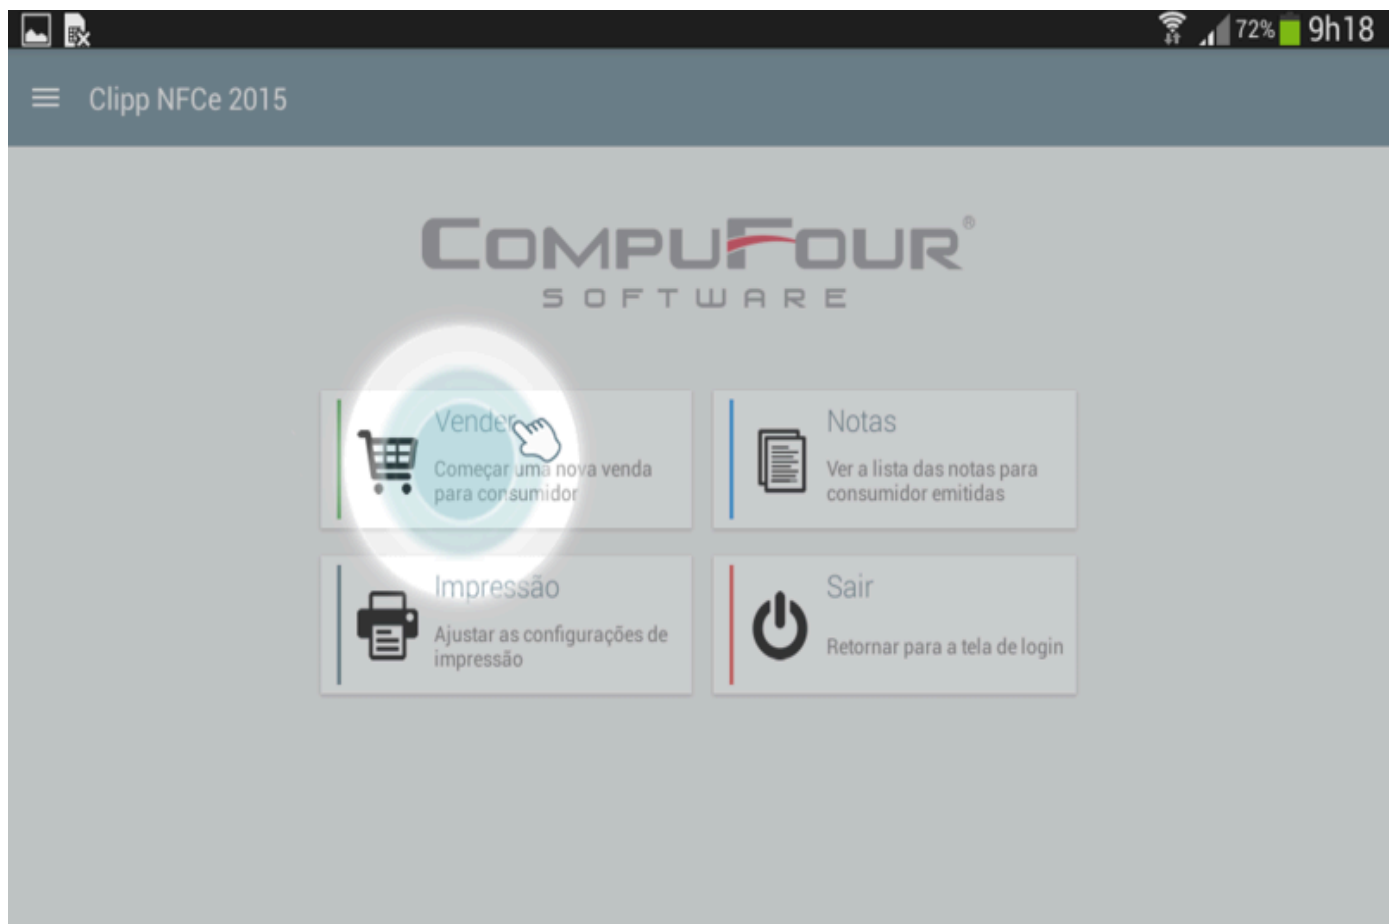 72% 9h18
Clipp NFCe 2015
COMPUFOUR®
SOFTWARE
Vender
Começar uma nova venda
para consumidor
Notas
Ver a lista das notas para
consumidor emitidas
Impressão
Ajustar as configurações de
impressão
Sair
Retornar para a tela de login